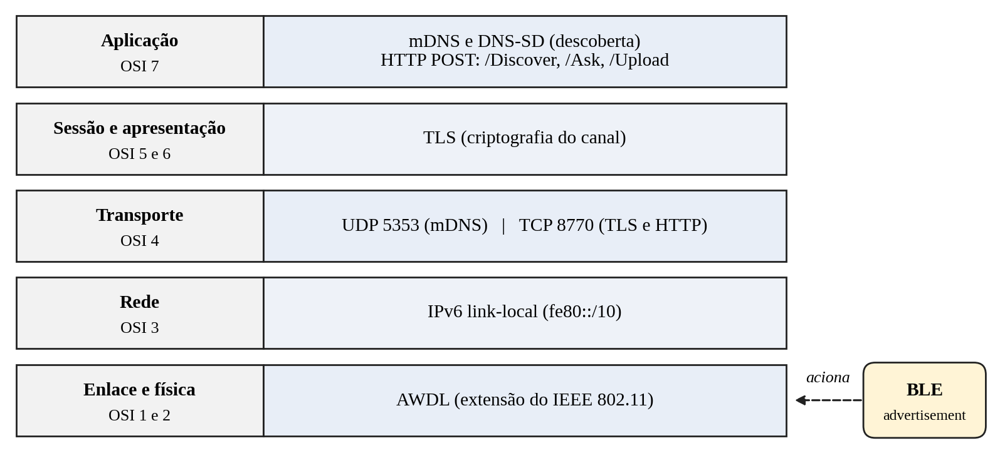 Aplicação
OSI 7
mDNS e DNS-SD (descoberta)
HTTP POST: /Discover, /Ask, /Upload
Sessão e apresentação
OSI 5 e 6
TLS (criptografia do canal)
Transporte
OSI 4
UDP 5353 (mDNS) | TCP 8770 (TLS e HTTP)
Rede
OSI 3
IPv6 link-local (fe80::/10)
Enlace e física
OSI 1 e 2
AWDL (extensão do IEEE 802.11)
aciona
BLE
advertisement